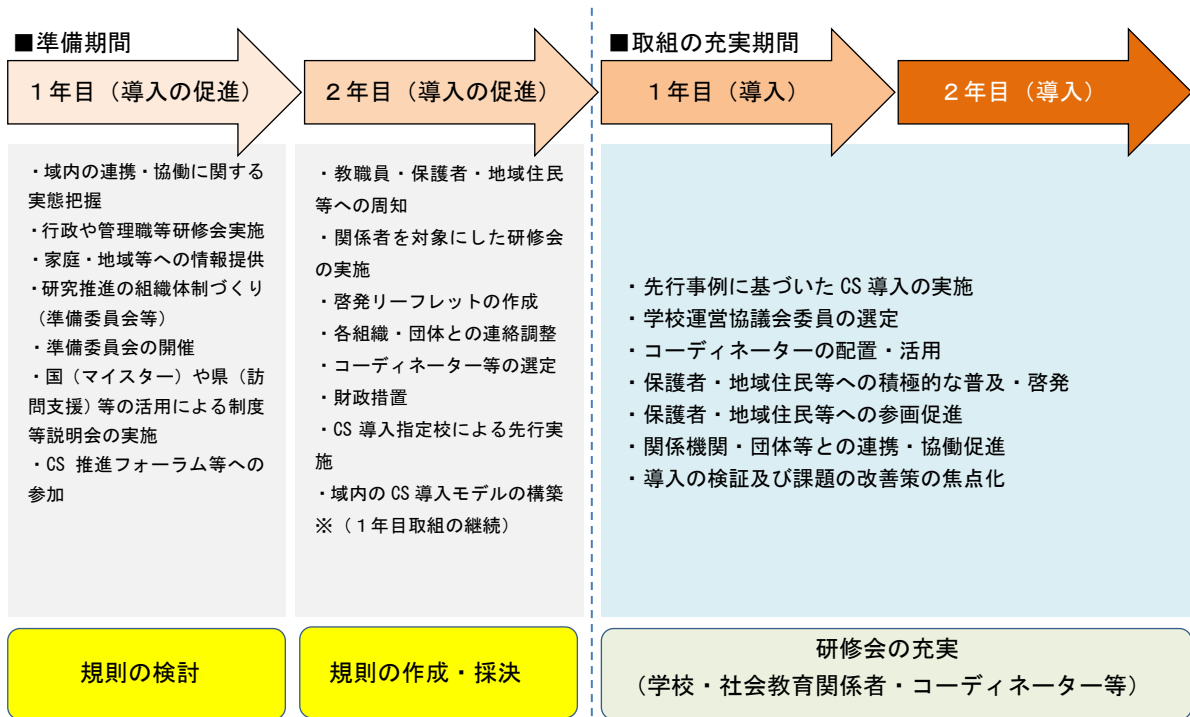 ■準備期間
1年目（導入の促進）
2年目（導入の促進）
・域内の連携・協働に関する
実態把握
・行政や管理職等研修会実施
・家庭・地域等への情報提供
・研究推進の組織体制づくり
（準備委員会等）
・準備委員会の開催
・国（マイスター）や県（訪
問支援）等の活用による制度
等説明会の実施
・CS 推進フォーラム等への
参加
・教職員・保護者・地域住民
等への周知
・関係者を対象にした研修会
の実施
・啓発リーフレットの作成
・各組織・団体との連絡調整
・コーディネーター等の選定
・財政措置
・CS 導入指定校による先行実
施
・域内の CS 導入モデルの構築
※（１年目取組の継続）
規則の検討
規則の作成・採決
■取組の充実期間
1年目（導入）
2年目（導入）
・先行事例に基づいた CS 導入の実施
・学校運営協議会委員の選定
・コーディネーターの配置・活用
・保護者・地域住民等への積極的な普及・啓発
・保護者・地域住民等への参画促進
・関係機関・団体等との連携・協働促進
・導入の検証及び課題の改善策の焦点化
研修会の充実
（学校・社会教育関係者・コーディネーター等）